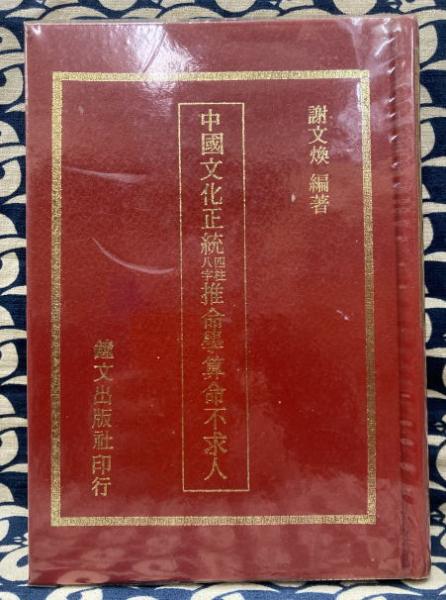 謝文煥 編著
中國文化正統四柱八字推命學·算命不求人
鐘文出版社印行